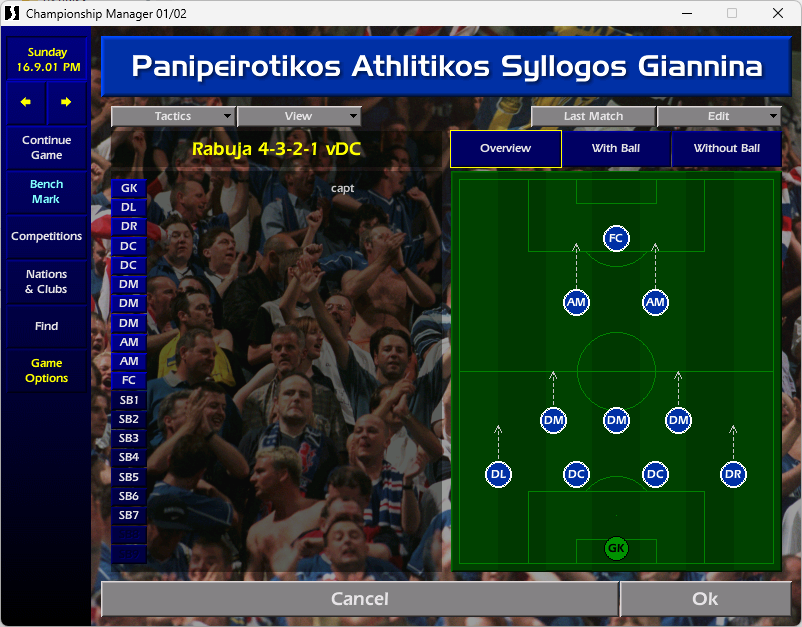 Championship Manager 01/02
Sunday
16.9.01 PM
Panipeirotikos Athlitikos Syllogos Giannina
Continue
Game
Bench
Mark
Competitions
Nations
& Clubs
Find
Game
Options
Tactics
View
Last Match
Edit
Rabuja 4-3-2-1 vDC
Overview
With Ball
Without Ball
GK
capt
DL
DR
DC
DC
DM
DM
DM
AM
AM
FC
SB1
SB2
SB3
SB4
SB5
SB6
SB7
FC
AM AM
DM DM DM
DL DC DC DR
GK
Cancel
Ok